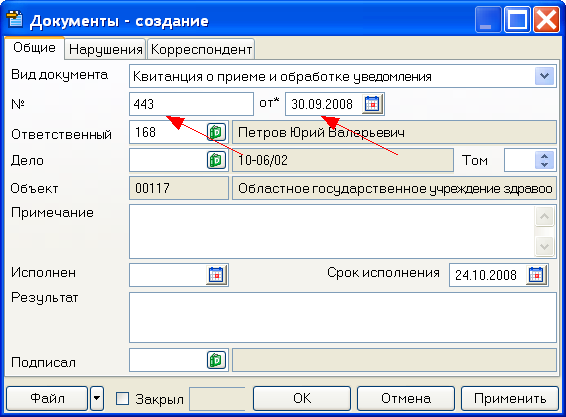 Документы - создание
Общие Нарушения Корреспондент
Вид документа Квитанция о приеме и обработке уведомления
№ 443 от* 30.09.2008
Ответственный 168 Петров Юрий Валерьевич
Дело 10-06/02 Том
Объект 00117 Областное государственное учреждение здравоо
Примечание
Исполнен Срок исполнения 24.10.2008
Результат
Подписал
Файл Закрыл OK Отмена Применить